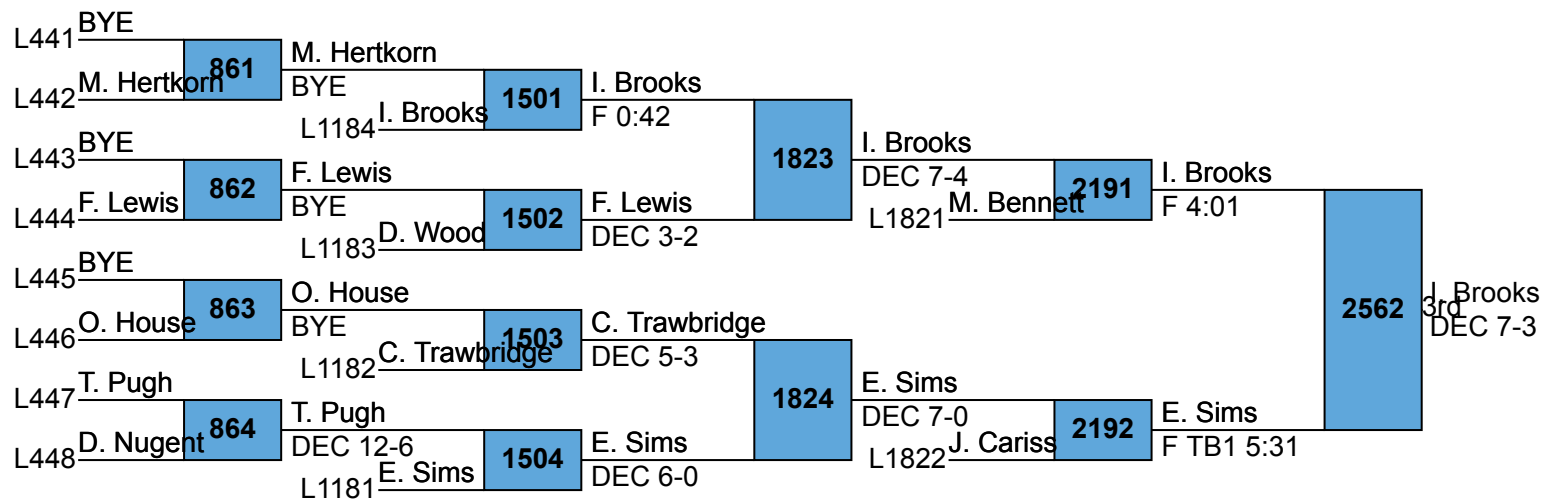 BYE
L441
861
M. Hertkorn
L442
M. Hertkorn
BYE
1501
I. Brooks
L1184
I. Brooks
F 0:42
BYE
L443
862
F. Lewis
L444
F. Lewis
BYE
1502
D. Wood
L1183
F. Lewis
DEC 3-2
1823
I. Brooks
DEC 7-4
M. Bennett
L1821
2191
I. Brooks
F 4:01
BYE
L445
863
O. House
L446
O. House
BYE
1503
C. Trawbridge
L1182
C. Trawbridge
DEC 5-3
T. Pugh
L447
864
D. Nugent
L448
T. Pugh
DEC 12-6
1504
E. Sims
L1181
E. Sims
DEC 6-0
1824
E. Sims
DEC 7-0
J. Cariss
L1822
2192
E. Sims
F TB1 5:31
2562
3rd
I. Brooks
DEC 7-3